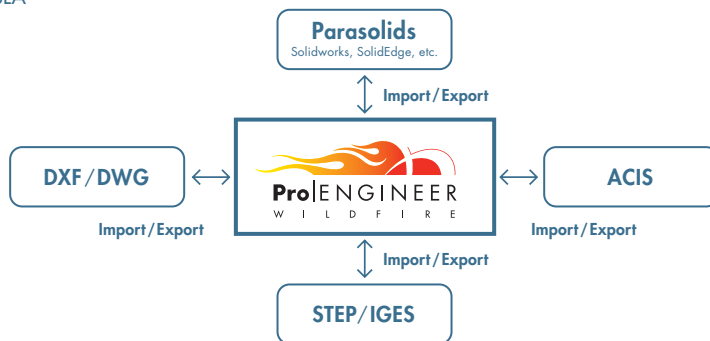 Parasolids
Solidworks, SolidEdge, etc.
Import/Export
DXF/DWG
Pro|ENGINEER
WILDFIRE
ACIS
Import/Export
Import/Export
Import/Export
STEP/IGES